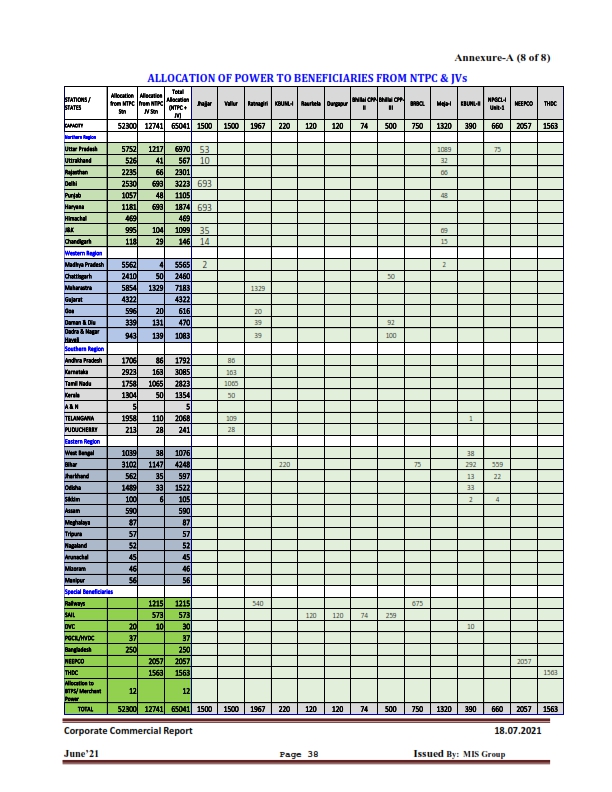 Annexure-A (8 of 8)
ALLOCATION OF POWER TO BENEFICIARIES FROM NTPC & JVs
STATIONS / STATES Allocation from NTPC Stn Allocation from NTPC JV Stn Total Allocation (NTPC + JV) Jhajjar Vallur Ratnagiri KBUNL-I Rourkela Durgapur Bhilai CPP-II Bhilai CPP-III BRBCL Meja-I KBUNL-II NPGCL-I Unit-1 NEEPCO THDC
CAPACITY 52300 12741 65041 1500 1500 1967 220 120 120 74 500 750 1320 390 660 2057 1563
Northern Region
Uttar Pradesh 5752 1217 6970 53 1089 75
Uttrakhand 526 41 567 10 32
Rajasthan 2235 66 2301 66
Delhi 2530 693 3223 693
Punjab 1057 48 1105 48
Haryana 1181 693 1874 693
Himachal 469 469
J&K 995 104 1099 35 69
Chandigarh 118 29 146 14 15
Western Region
Madhya Pradesh 5562 4 5565 2 2
Chattisgarh 2410 50 2460 50
Maharastra 5854 1329 7183 1329
Gujarat 4322 4322
Goa 596 20 616 20
Daman & Diu 339 131 470 39 92
Dadra & Nagar Haveli 943 139 1083 39 100
Southern Region
Andhra Pradesh 1706 86 1792 86
Karnataka 2923 163 3085 163
Tamil Nadu 1758 1065 2823 1065
Kerala 1304 50 1354 50
A & N 5 5
TELANGANA 1958 110 2068 109 1
PUDUCHERRY 213 28 241 28
Eastern Region
West Bengal 1039 38 1076 38
Bihar 3102 1147 4248 220 75 292 559
Jharkhand 562 35 597 13 22
Odisha 1489 33 1522 33
Sikkim 100 6 105 2 4
Assam 590 590
Meghalaya 87 87
Tripura 57 57
Nagaland 52 52
Arunachal 45 45
Mizoram 46 46
Manipur 56 56
Special Beneficiaries
Railways 1215 1215 540 675
SAIL 573 573 120 120 74 259
DVC 20 10 30 10
PGCIL/HVDC 37 37
Bangladesh 250 250
NEEPCO 2057 2057 2057
THDC 1563 1563 1563
Allocation to BTPS/ Merchent Power 12 12
TOTAL 52300 12741 65041 1500 1500 1967 220 120 120 74 500 750 1320 390 660 2057 1563
Corporate Commercial Report 18.07.2021
June'21 Page 38 Issued By: MIS Group